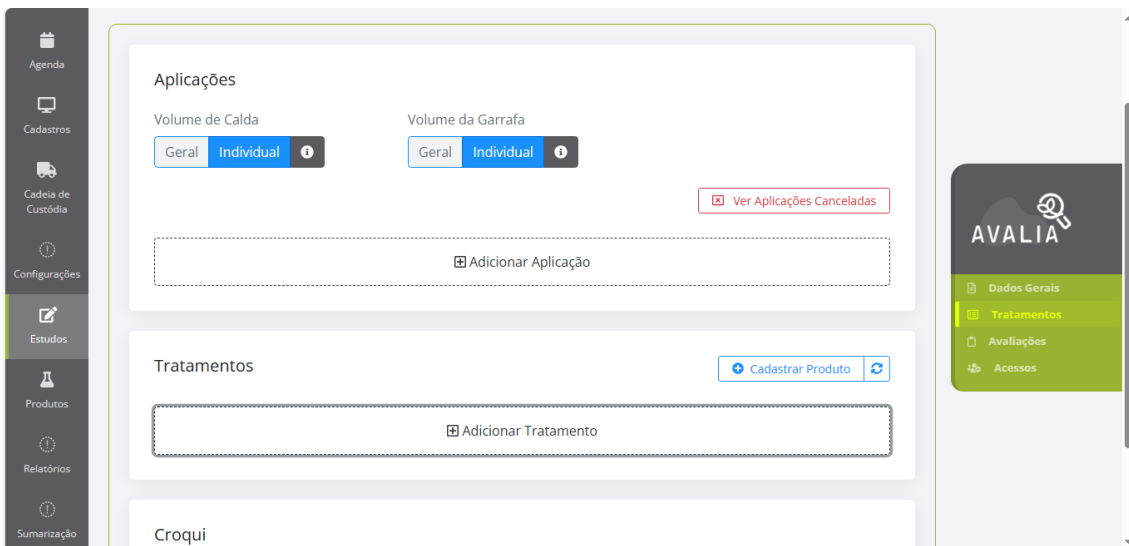 Agenda
Cadastros
Cadeia de
Custódia
Configurações
Estudos
Produtos
Relatórios
Sumarização
Aplicações
Volume de Calda
Volume da Garrafa
Geral Individual
Geral Individual
Ver Aplicações Canceladas
Adicionar Aplicação
Tratamentos
Cadastrar Produto
Adicionar Tratamento
Croqui
AVALIA
Dados Gerais
Tratamentos
Avaliações
Acessos